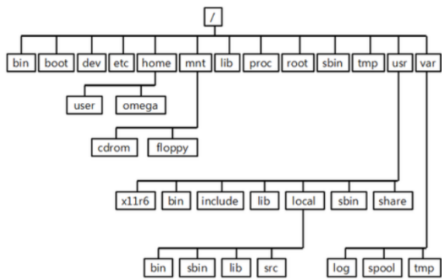 /
bin boot dev etc home mnt lib proc root sbin tmp usr var
user omega
cdrom floppy
x11r6 bin include lib local sbin share
bin sbin lib src log spool tmp